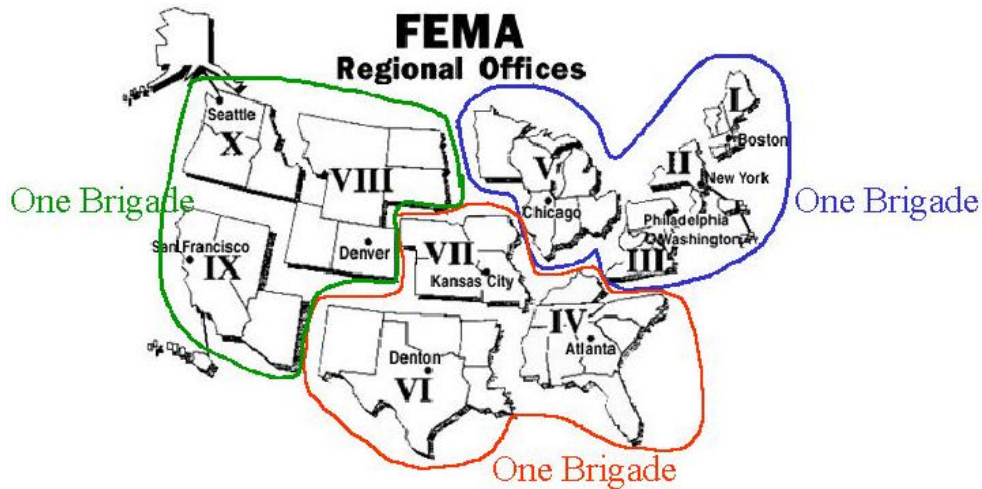 FEMA
Regional Offices
Seattle
X
VIII
V
I
Boston
II
New York
One Brigade
One Brigade
Chicago
Philadelphia
Washington
III
San Francisco
IX
Denver
VII
Kansas City
IV
Atlanta
Denton
VI
One Brigade